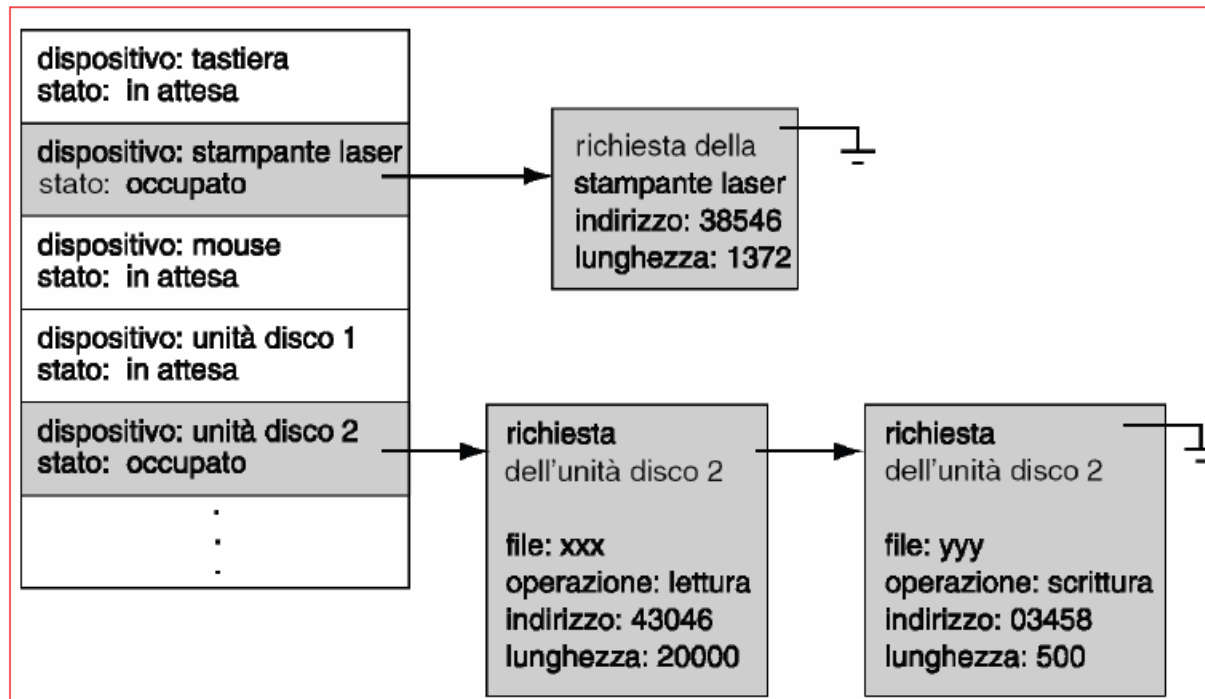 dispositivo: tastiera
stato: in attesa
dispositivo: stampante laser
stato: occupato
dispositivo: mouse
stato: in attesa
dispositivo: unità disco 1
stato: in attesa
dispositivo: unità disco 2
stato: occupato
.
.
.
richiesta della
stampante laser
indirizzo: 38546
lunghezza: 1372
richiesta
dell'unità disco 2
file: xxx
operazione: lettura
indirizzo: 43046
lunghezza: 20000
richiesta
dell'unità disco 2
file: yyy
operazione: scrittura
indirizzo: 03458
lunghezza: 500